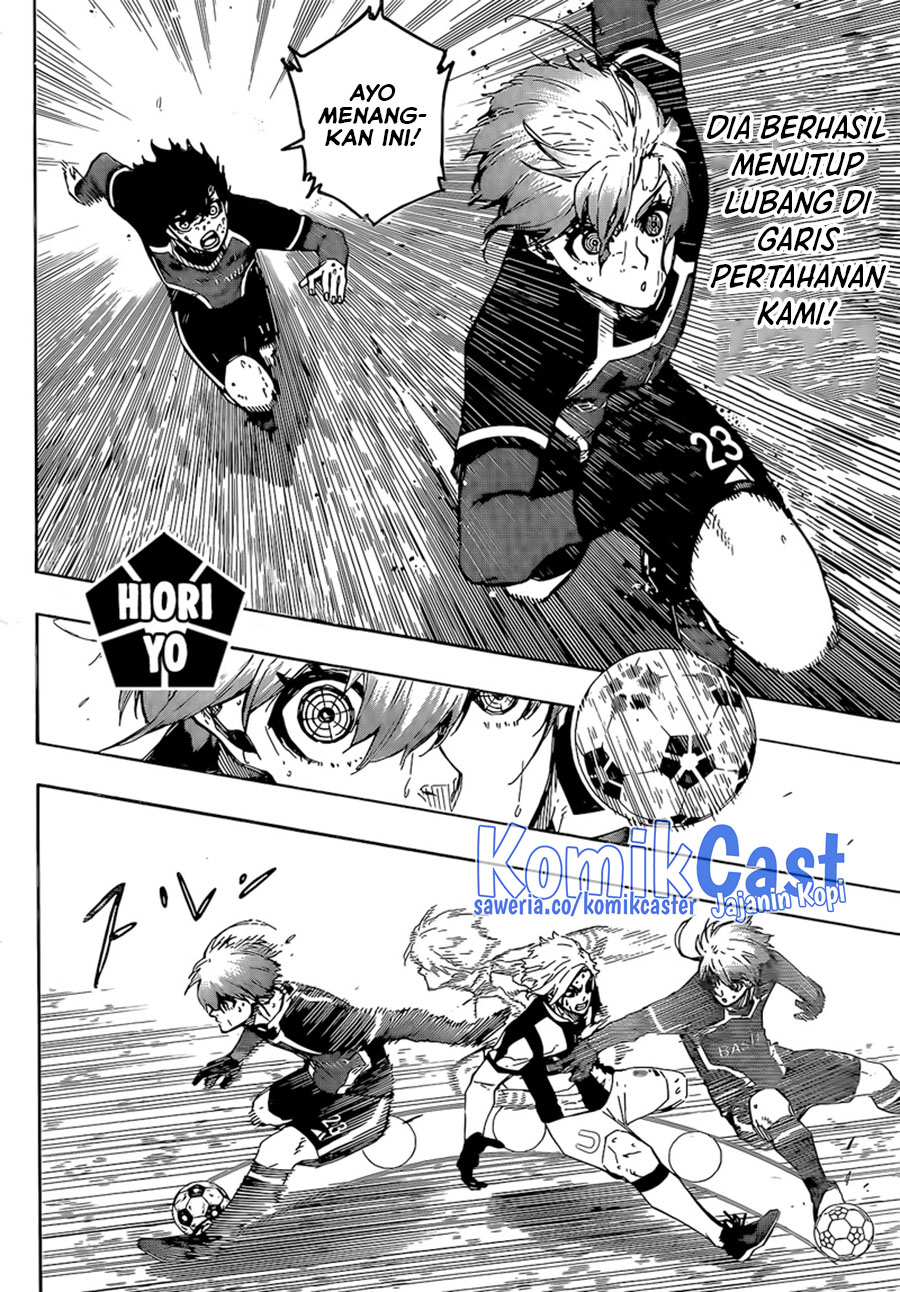 AYO
MENANG-
KAN INI!
DIA BERHASIL
MENUTUP
LUBANG DI
GARIS
PERTAHANAN
KAMI!
23
HIORI
YO
KomikCast
saweria.co/komikcaster Jajanin Kopi
23
U